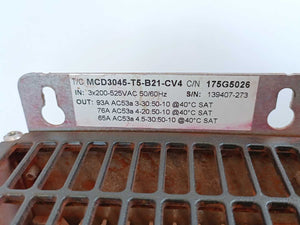 T/C MCD3045-T5-B21-CV4 C/N 175G5026
IN: 3x200-525VAC 50/60Hz S/N: 139407-273
OUT: 93A AC53a 3-30:50-10 @40°C SAT
76A AC53a 4-20:50-10 @40°C SAT
65A AC53a 4.5-30:50-10 @40°C SAT